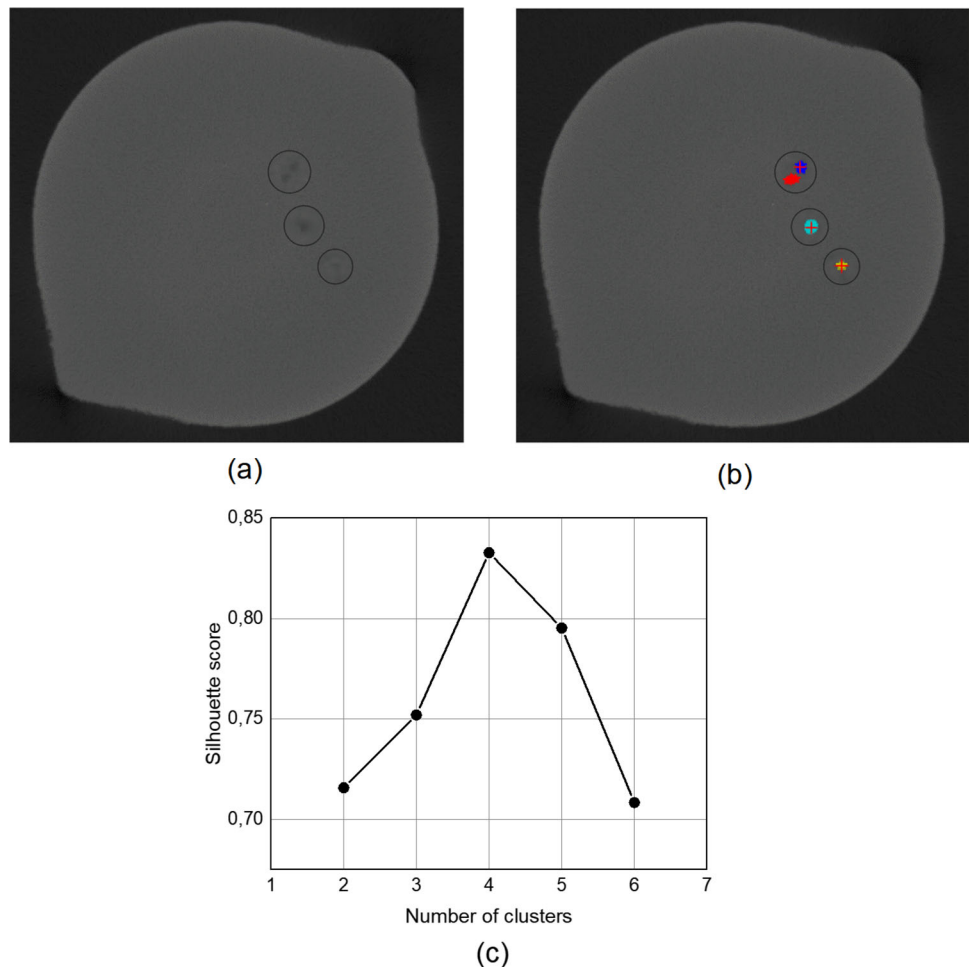 (a)
(b)
0,85
0,80
0,75
0,70
Silhouette score
1 2 3 4 5 6 7
Number of clusters
(c)